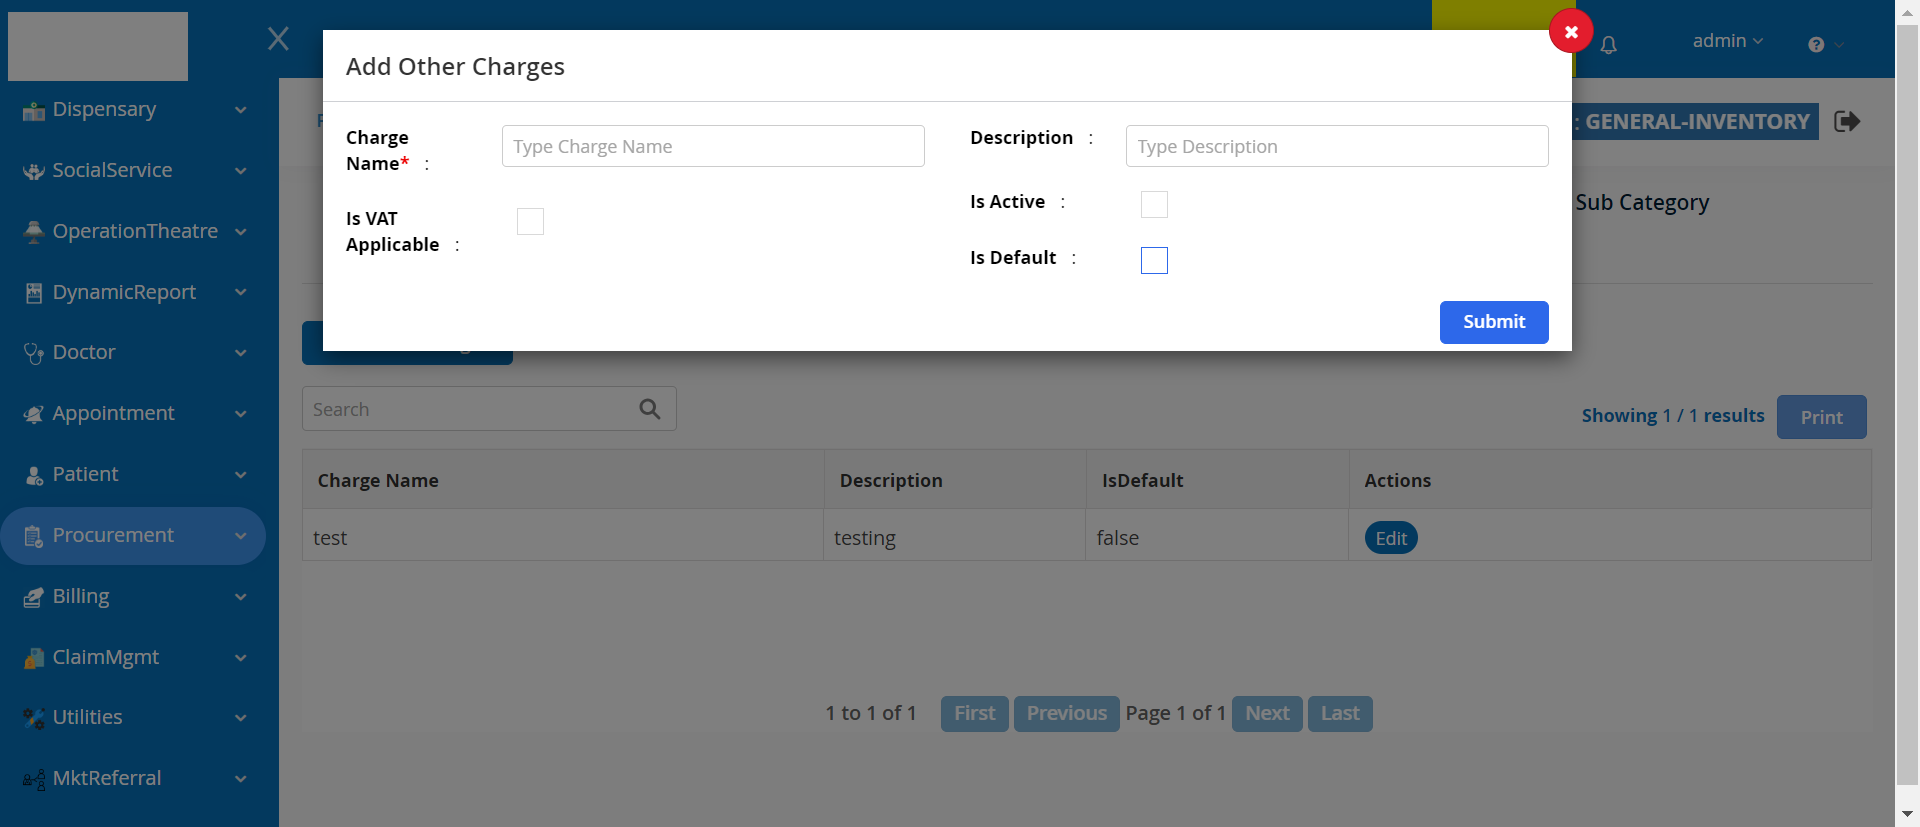 admin
Dispensary
SocialService
OperationTheatre
DynamicReport
Doctor
Appointment
Patient
Procurement
Billing
ClaimMgmt
Utilities
MktReferral
Add Other Charges
Charge Name* :
Type Charge Name
Description :
Type Description
Is VAT Applicable :
Is Active :
Is Default :
Submit
: GENERAL-INVENTORY
Sub Category
Search
Showing 1 / 1 results
Print
Charge Name Description IsDefault Actions
test testing false Edit
1 to 1 of 1 First Previous Page 1 of 1 Next Last